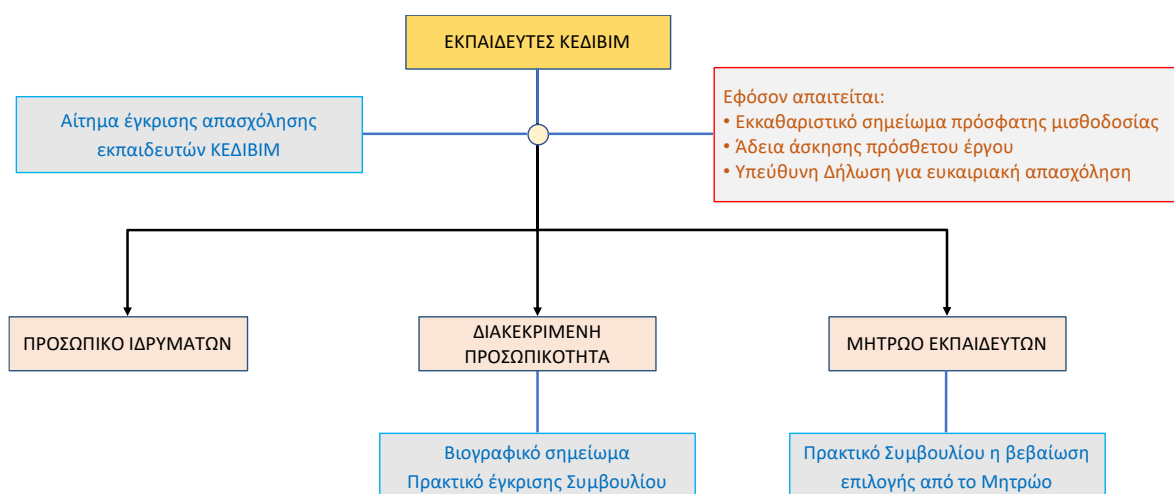 ΕΚΠΑΙΔΕΥΤΕΣ ΚΕΔΙΒΙΜ
Αίτημα έγκρισης απασχόλησης
εκπαιδευτών ΚΕΔΙΒΙΜ
Εφόσον απαιτείται:
• Εκκαθαριστικό σημείωμα πρόσφατης μισθοδοσίας
• Άδεια άσκησης πρόσθετου έργου
• Υπεύθυνη Δήλωση για ευκαιριακή απασχόληση
ΠΡΟΣΩΠΙΚΟ ΙΔΡΥΜΑΤΩΝ
ΔΙΑΚΕΚΡΙΜΕΝΗ
ΠΡΟΣΩΠΙΚΟΤΗΤΑ
ΜΗΤΡΩΟ ΕΚΠΑΙΔΕΥΤΩΝ
Βιογραφικό σημείωμα
Πρακτικό έγκρισης Συμβουλίου
Πρακτικό Συμβουλίου η βεβαίωση
επιλογής από το Μητρώο